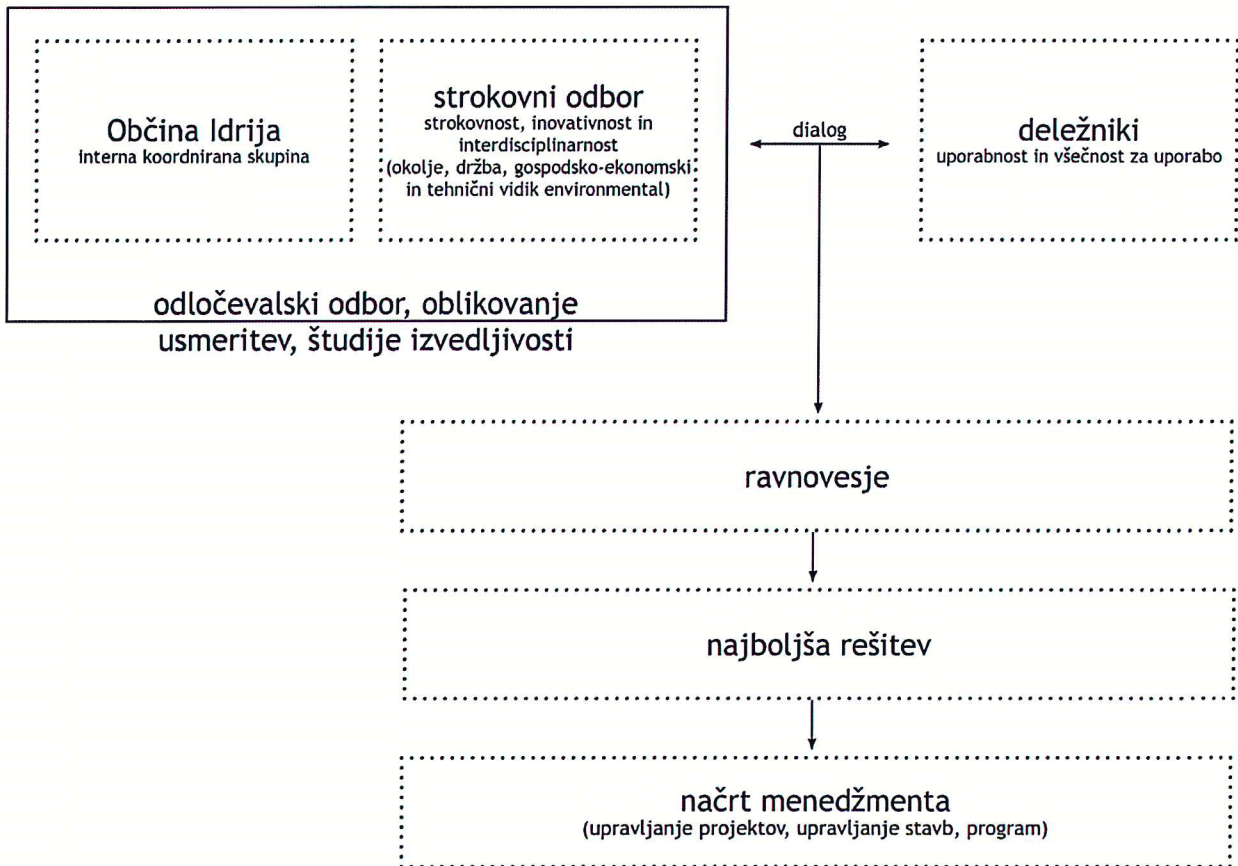 Občina Idrija
interna koordnirana skupina
strokovni odbor
strokovnost, inovativnost in
interdisciplinarnost
(okolje, držba, gospodsko-ekonomski
in tehnični vidik environmental)
odločevalski odbor, oblikovanje
usmeritev, študije izvedljivosti
dialog
deležniki
uporabnost in všečnost za uporabo
ravnovesje
najboljša rešitev
načrt menedžmenta
(upravljanje projektov, upravljanje stavb, program)